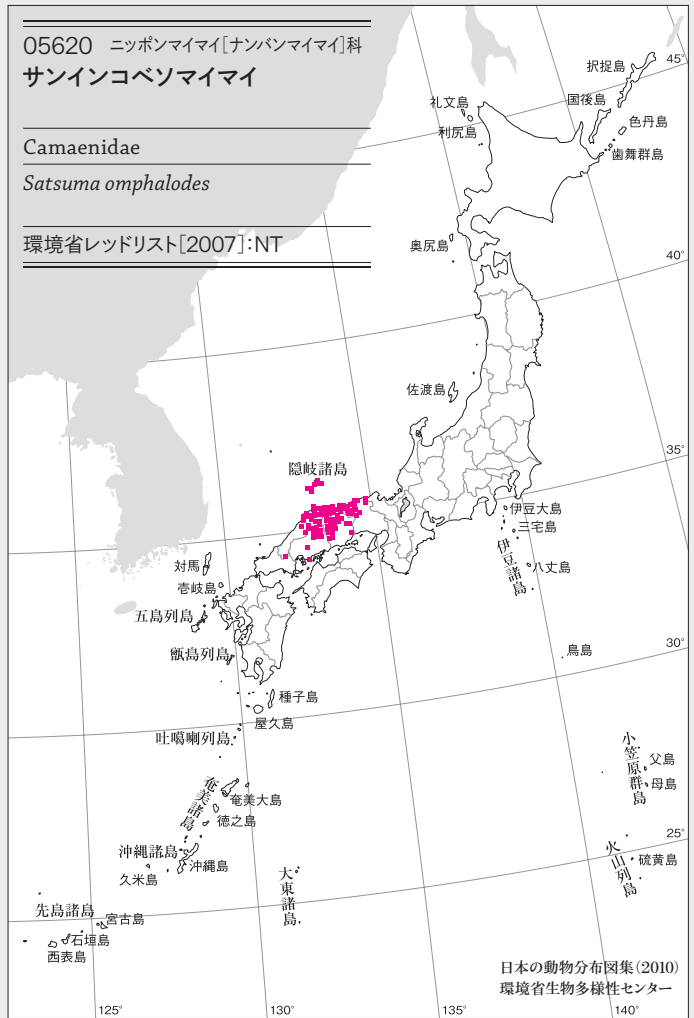 05620 ニッポンマイマイ[ナンバンマイマイ]科
サンインコベソマイマイ
Camaenidae
Satsuma omphalodes
環境省レッドリスト[2007]:NT
択捉島
国後島
色丹島
歯舞群島
礼文島
利尻島
奥尻島
佐渡島
隠岐諸島
伊豆大島
三宅島
伊豆諸島
八丈島
対馬
壱岐島
五島列島
甑島列島
鳥島
種子島
屋久島
吐噶喇列島
小笠原群島
父島
母島
奄美諸島
奄美大島
徳之島
沖縄諸島
沖縄島
久米島
火山列島
硫黄島
大東諸島
先島諸島
宮古島
石垣島
西表島
45°
40°
35°
30°
25°
125°
130°
135°
140°
日本の動物分布図集(2010)
環境省生物多様性センター